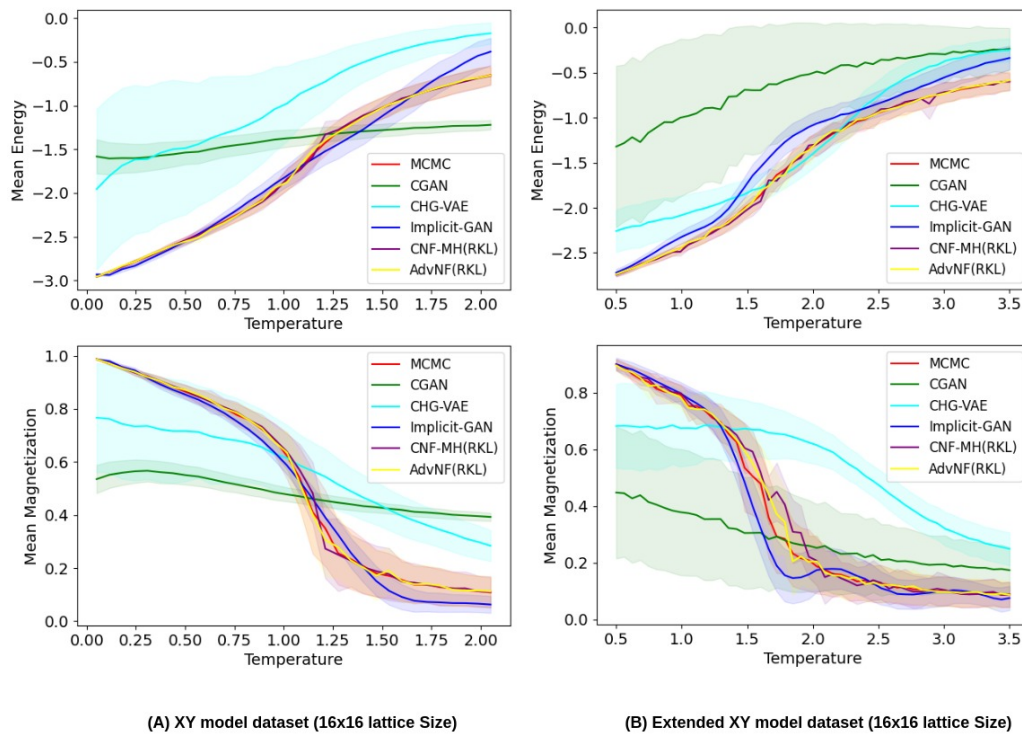 0.0
−0.5
−1.0
−1.5
−2.0
−2.5
−3.0
Mean Energy
0.00 0.25 0.50 0.75 1.00 1.25 1.50 1.75 2.00
Temperature
MCMC
CGAN
CHG-VAE
Implicit-GAN
CNF-MH(RKL)
AdvNF(RKL)
0.0
−0.5
−1.0
−1.5
−2.0
−2.5
Mean Energy
0.5 1.0 1.5 2.0 2.5 3.0 3.5
Temperature
MCMC
CGAN
CHG-VAE
Implicit-GAN
CNF-MH(RKL)
AdvNF(RKL)
1.0
0.8
0.6
0.4
0.2
0.0
Mean Magnetization
0.00 0.25 0.50 0.75 1.00 1.25 1.50 1.75 2.00
Temperature
MCMC
CGAN
CHG-VAE
Implicit-GAN
CNF-MH(RKL)
AdvNF(RKL)
0.8
0.6
0.4
0.2
0.0
Mean Magnetization
0.5 1.0 1.5 2.0 2.5 3.0 3.5
Temperature
MCMC
CGAN
CHG-VAE
Implicit-GAN
CNF-MH(RKL)
AdvNF(RKL)
(A) XY model dataset (16x16 lattice Size)
(B) Extended XY model dataset (16x16 lattice Size)